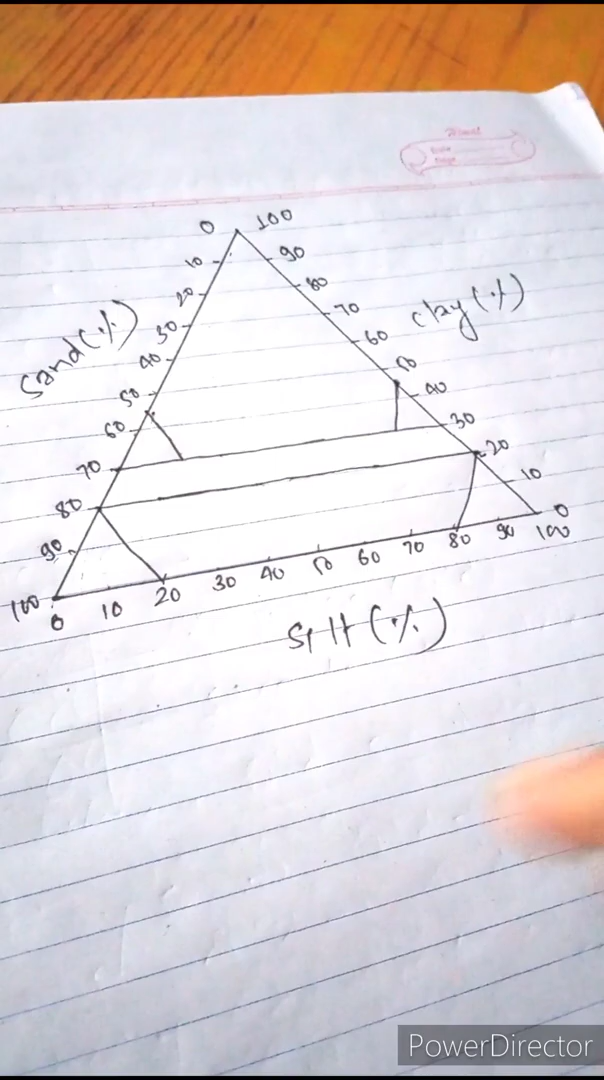 0 100
10 90
20 80
Sand (%) 30 70 Clay (%)
40 60
50 50
60 40
70 30
80 20
90 10
100 0
0 10 20 30 40 50 60 70 80 90 100
Silt (%)
PowerDirector